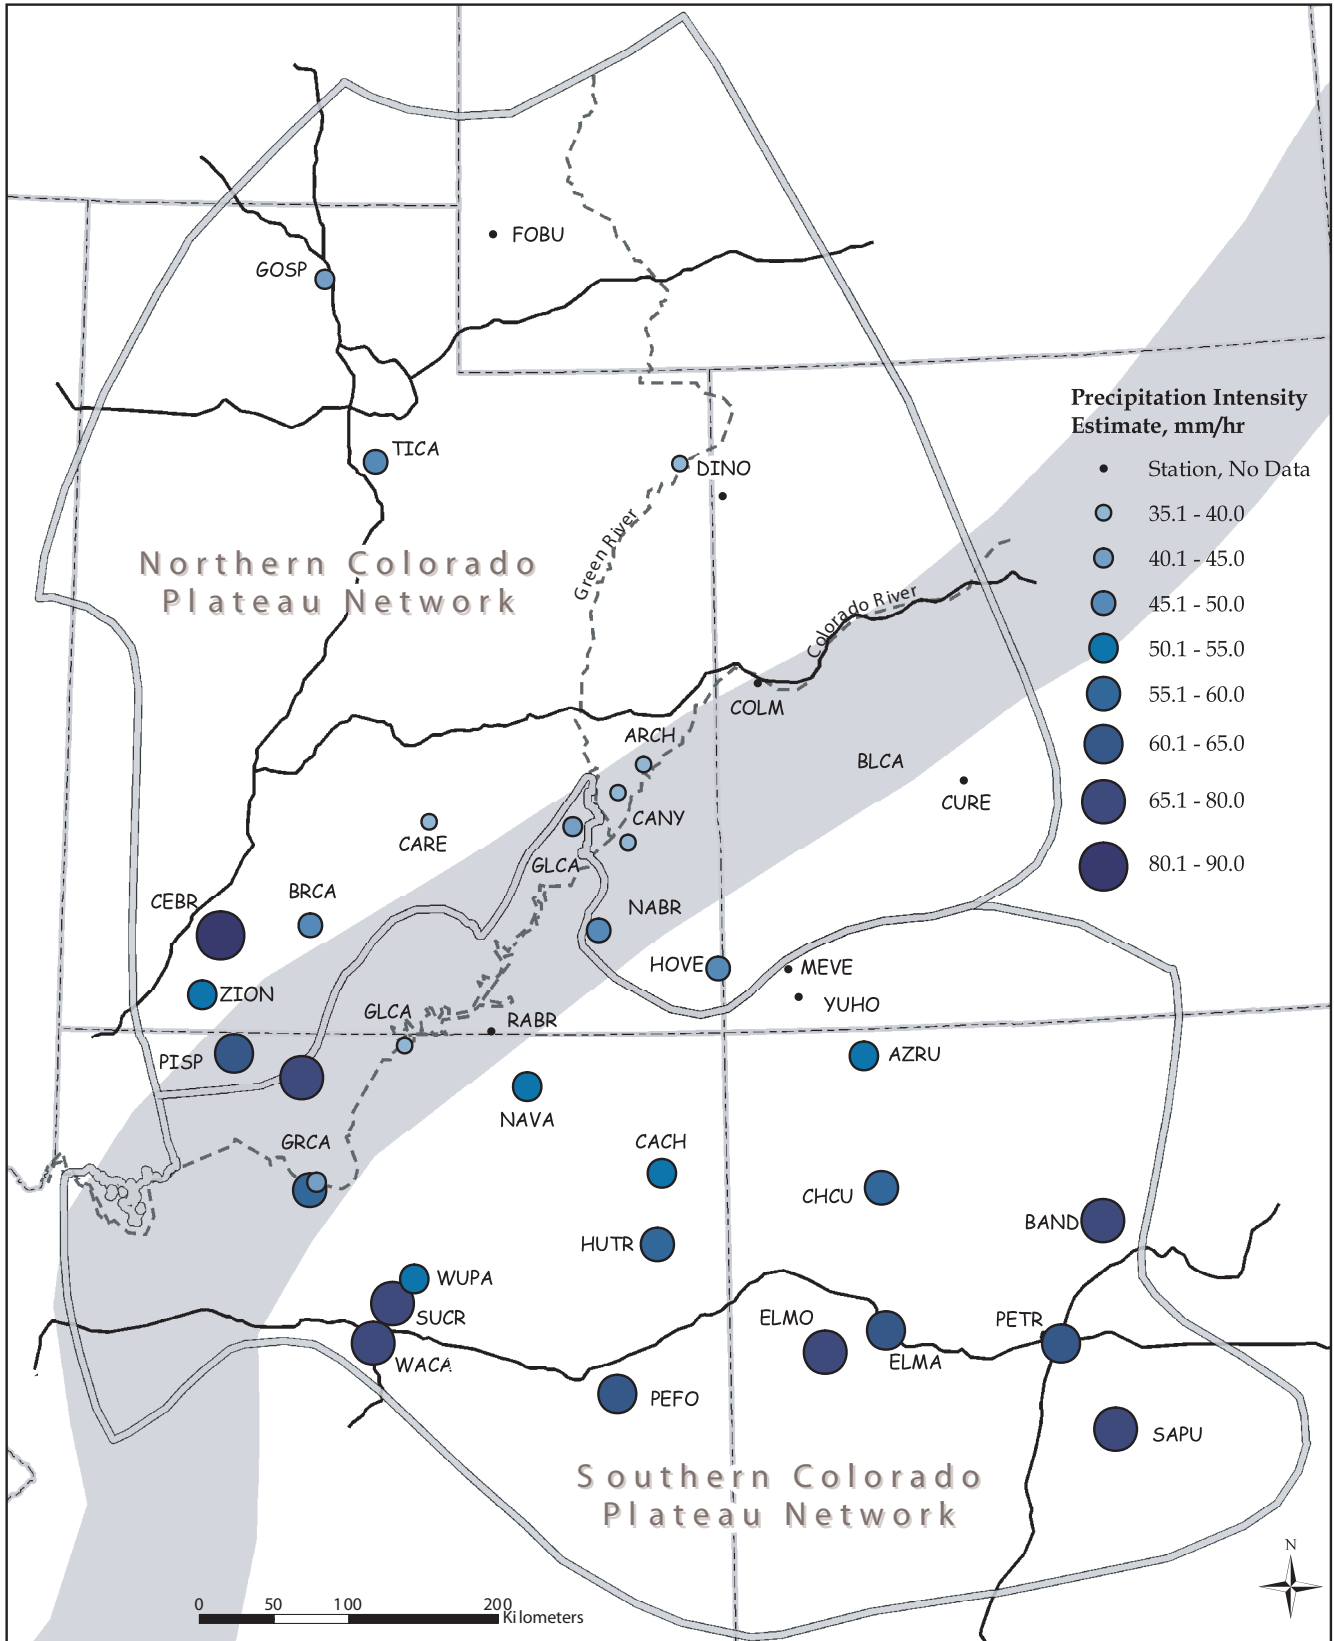 FOBU
GOSP
Precipitation Intensity
Estimate, mm/hr
TICA
DINO
Station, No Data
35.1 - 40.0
Green River
Northern Colorado
Plateau Network
40.1 - 45.0
45.1 - 50.0
Colorado River
50.1 - 55.0
55.1 - 60.0
COLM
ARCH
60.1 - 65.0
BLCA
CURE
65.1 - 80.0
CANY
CARE
GLCA
80.1 - 90.0
BRCA
CEBR
NABR
HOVE
MEVE
ZION
YUHO
GLCA
RABR
PISP
AZRU
NAVA
GRCA
CACH
CHCU
BAND
HUTR
WUPA
SUCR
ELMO
PETR
WACA
ELMA
PEFO
SAPU
Southern Colorado
Plateau Network
N
0 50 100 200
Kilometers